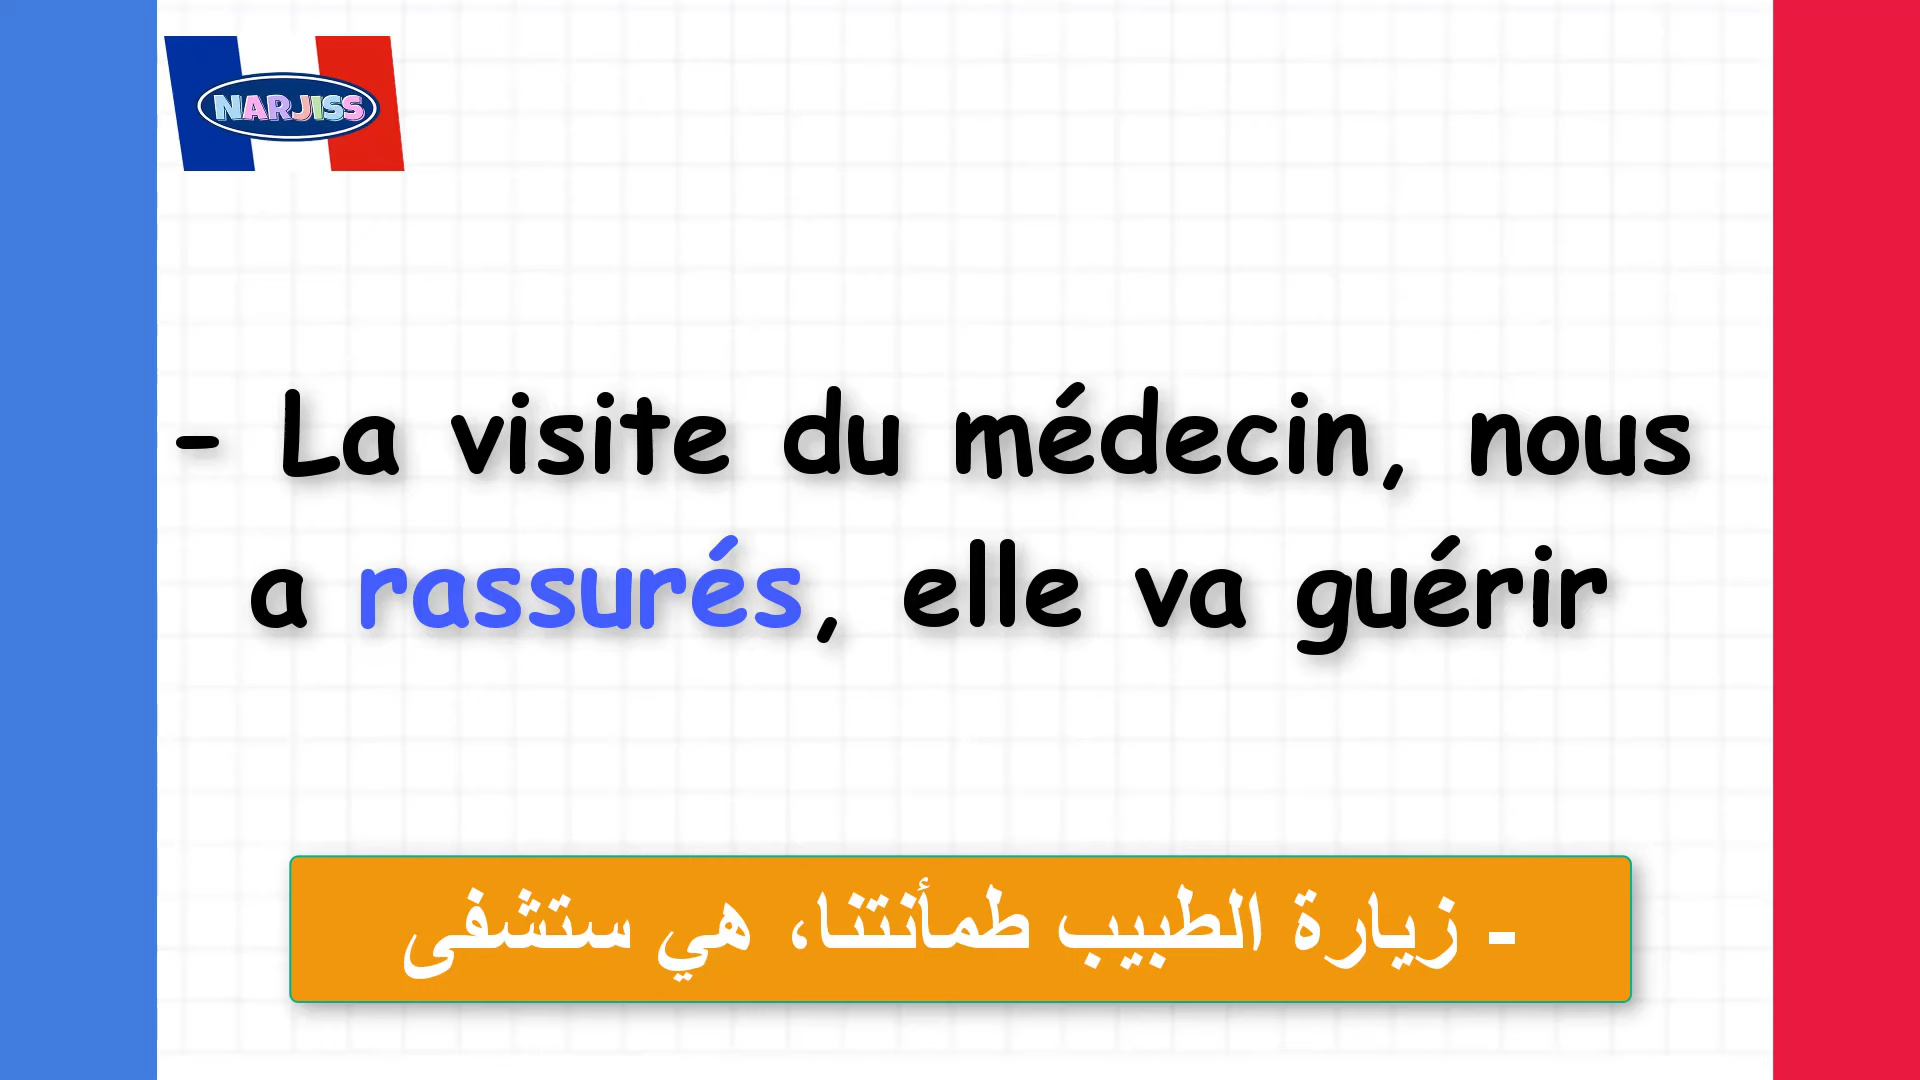 NARJISS
- La visite du médecin, nous
a rassurés, elle va guérir
- زيارة الطبيب طمأنتنا، هي ستشفى